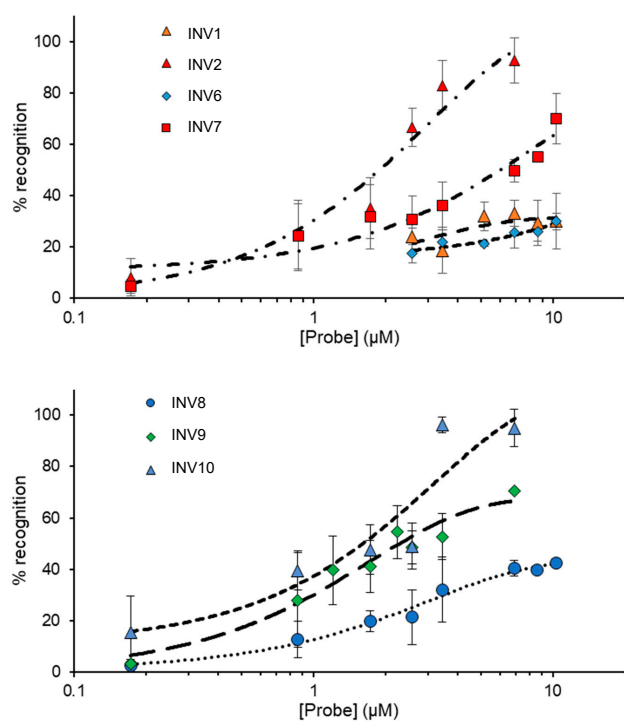 100
80
60
40
20
0
% recognition
INV1
INV2
INV6
INV7
0.1
1
10
[Probe] (µM)
100
80
60
40
20
0
% recognition
INV8
INV9
INV10
0.1
1
10
[Probe] (µM)